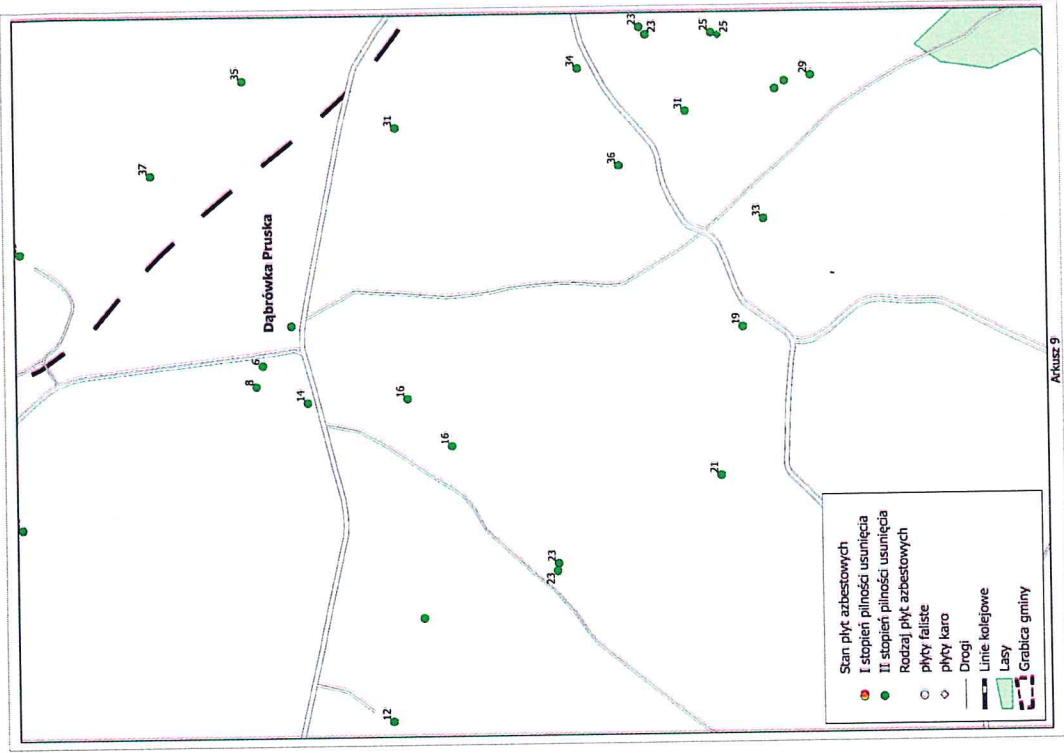 23
23
25
25
35
34
29
31
31
37
36
33
Dąbrówka Pruska
19
6
8
14
16
16
21
23
23
12
Stan płyt azbestowych
I stopień pilności usunięcia
II stopień pilności usunięcia
Rodzaj płyt azbestowych
płyty faliste
płyty karo
Drogi
Linie kolejowe
Lasy
Grabica gminy
Arkusz 9